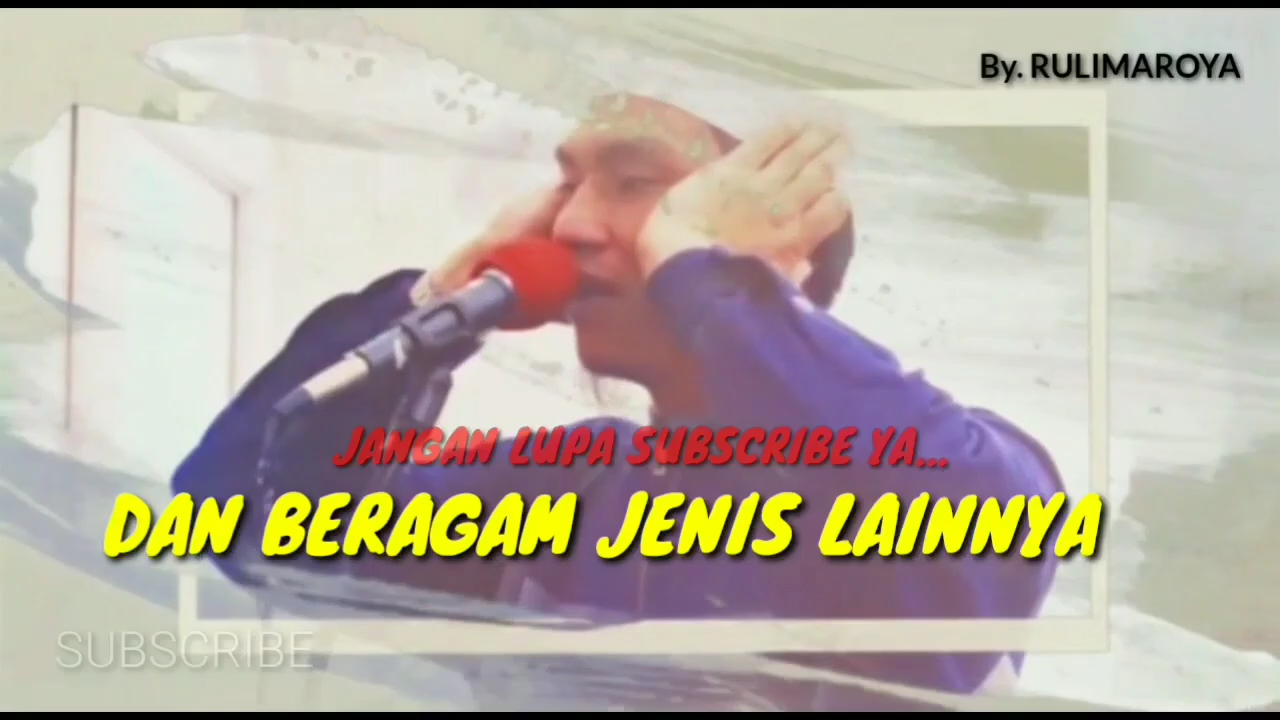 By. RULIMAROYA
JANGAN LUPA SUBSCRIBE YA...
DAN BERAGAM JENIS LAINNYA
SUBSCRIBE